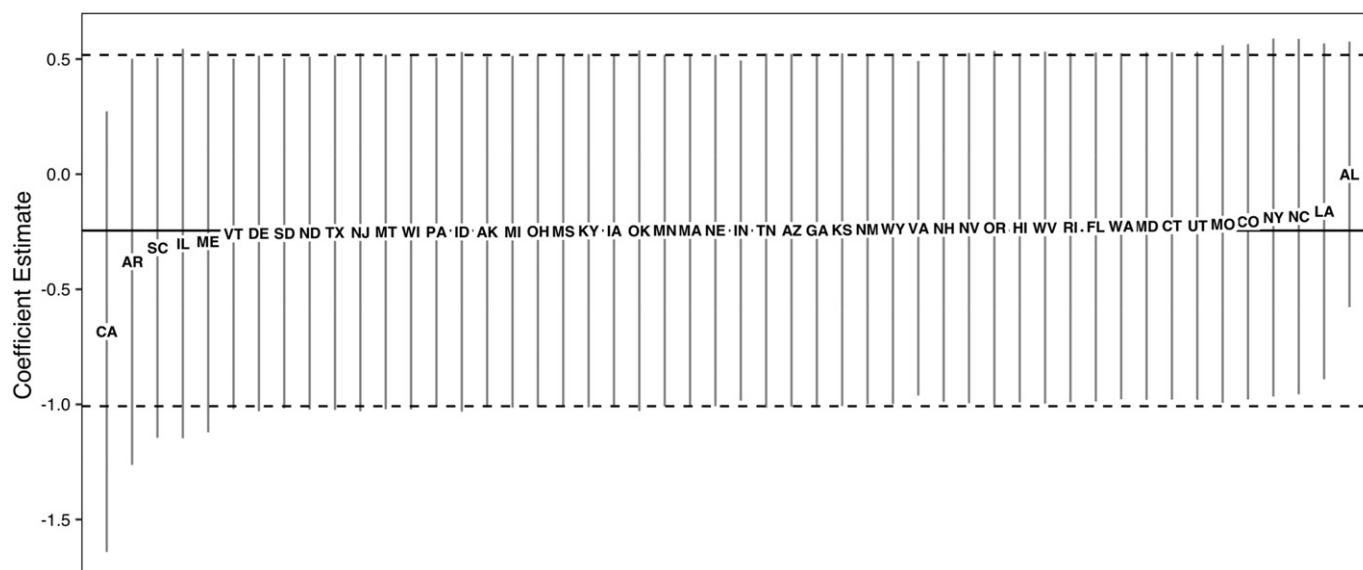 Coefficient Estimate
0.5
0.0
-0.5
-1.0
-1.5
CA AR SC IL ME VT DE SD ND TX NJ MT WI PA ID AK MI OH MS KY IA OK MN MA NE IN TN AZ GA KS NM WY VA NH NV OR HI WV RI FL WA MD CT UT MO CO NY NC LA AL